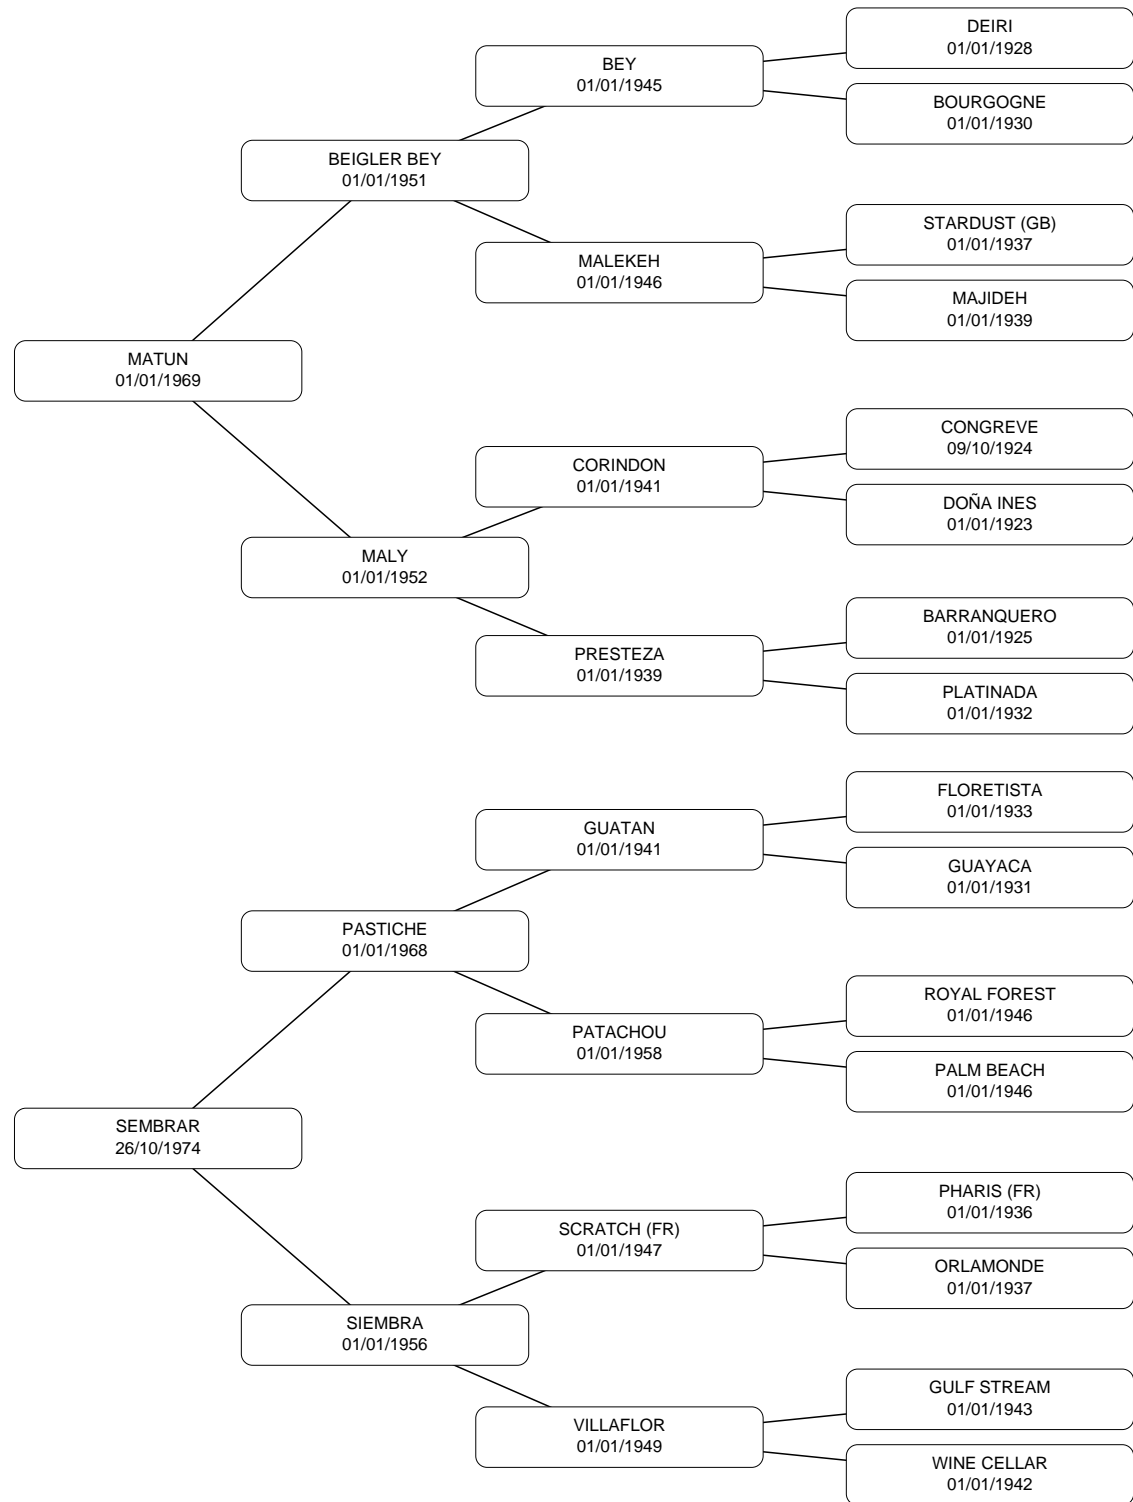 DEIRI
01/01/1928
BEY
01/01/1945
BOURGOGNE
01/01/1930
BEIGLER BEY
01/01/1951
STARDUST (GB)
01/01/1937
MALEKEH
01/01/1946
MAJIDEH
01/01/1939
MATUN
01/01/1969
CONGREVE
09/10/1924
CORINDON
01/01/1941
DOÑA INES
01/01/1923
MALY
01/01/1952
BARRANQUERO
01/01/1925
PRESTEZA
01/01/1939
PLATINADA
01/01/1932
FLORETISTA
01/01/1933
GUATAN
01/01/1941
GUAYACA
01/01/1931
PASTICHE
01/01/1968
ROYAL FOREST
01/01/1946
PATACHOU
01/01/1958
PALM BEACH
01/01/1946
SEMBRAR
26/10/1974
PHARIS (FR)
01/01/1936
SCRATCH (FR)
01/01/1947
ORLAMONDE
01/01/1937
SIEMBRA
01/01/1956
GULF STREAM
01/01/1943
VILLAFLOR
01/01/1949
WINE CELLAR
01/01/1942